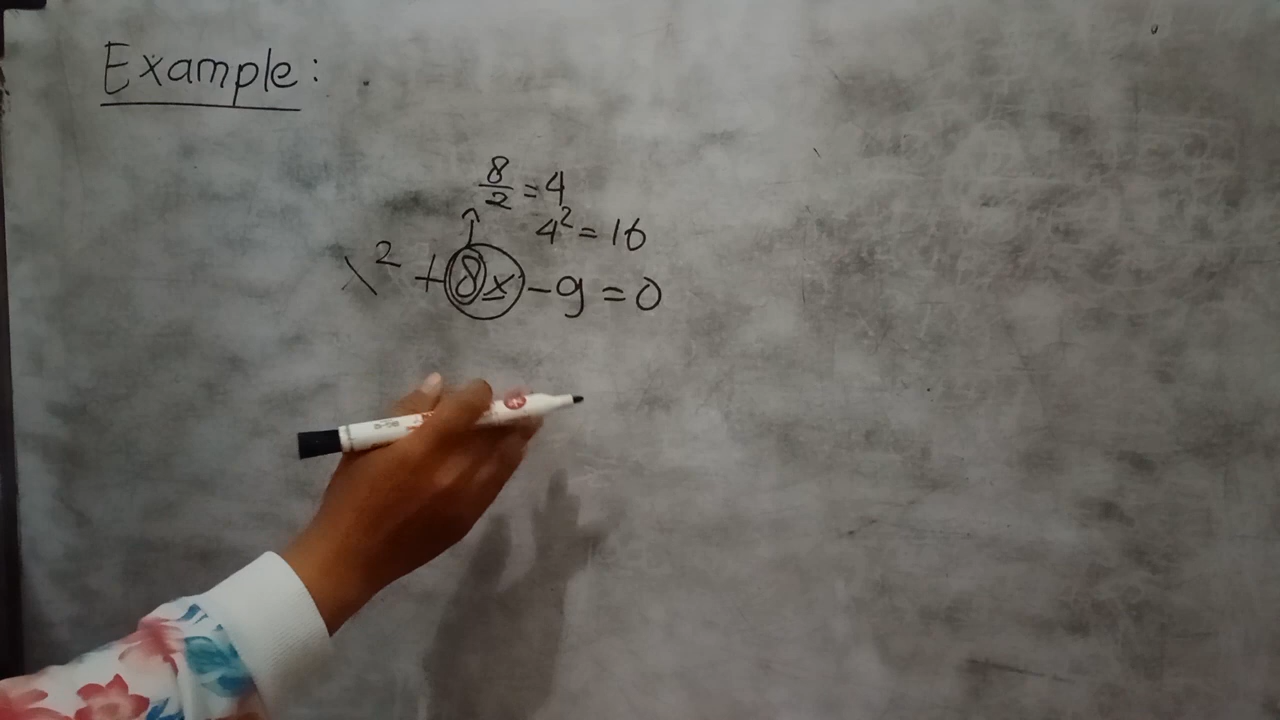 Example:
8/2 = 4
4² = 16
x² + 8x - 9 = 0